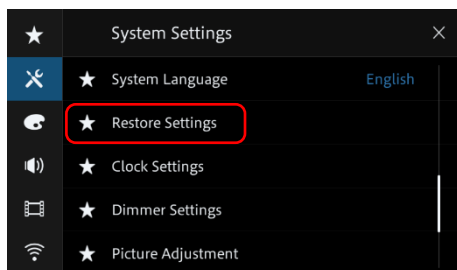 System Settings
System Language English
Restore Settings
Clock Settings
Dimmer Settings
Picture Adjustment